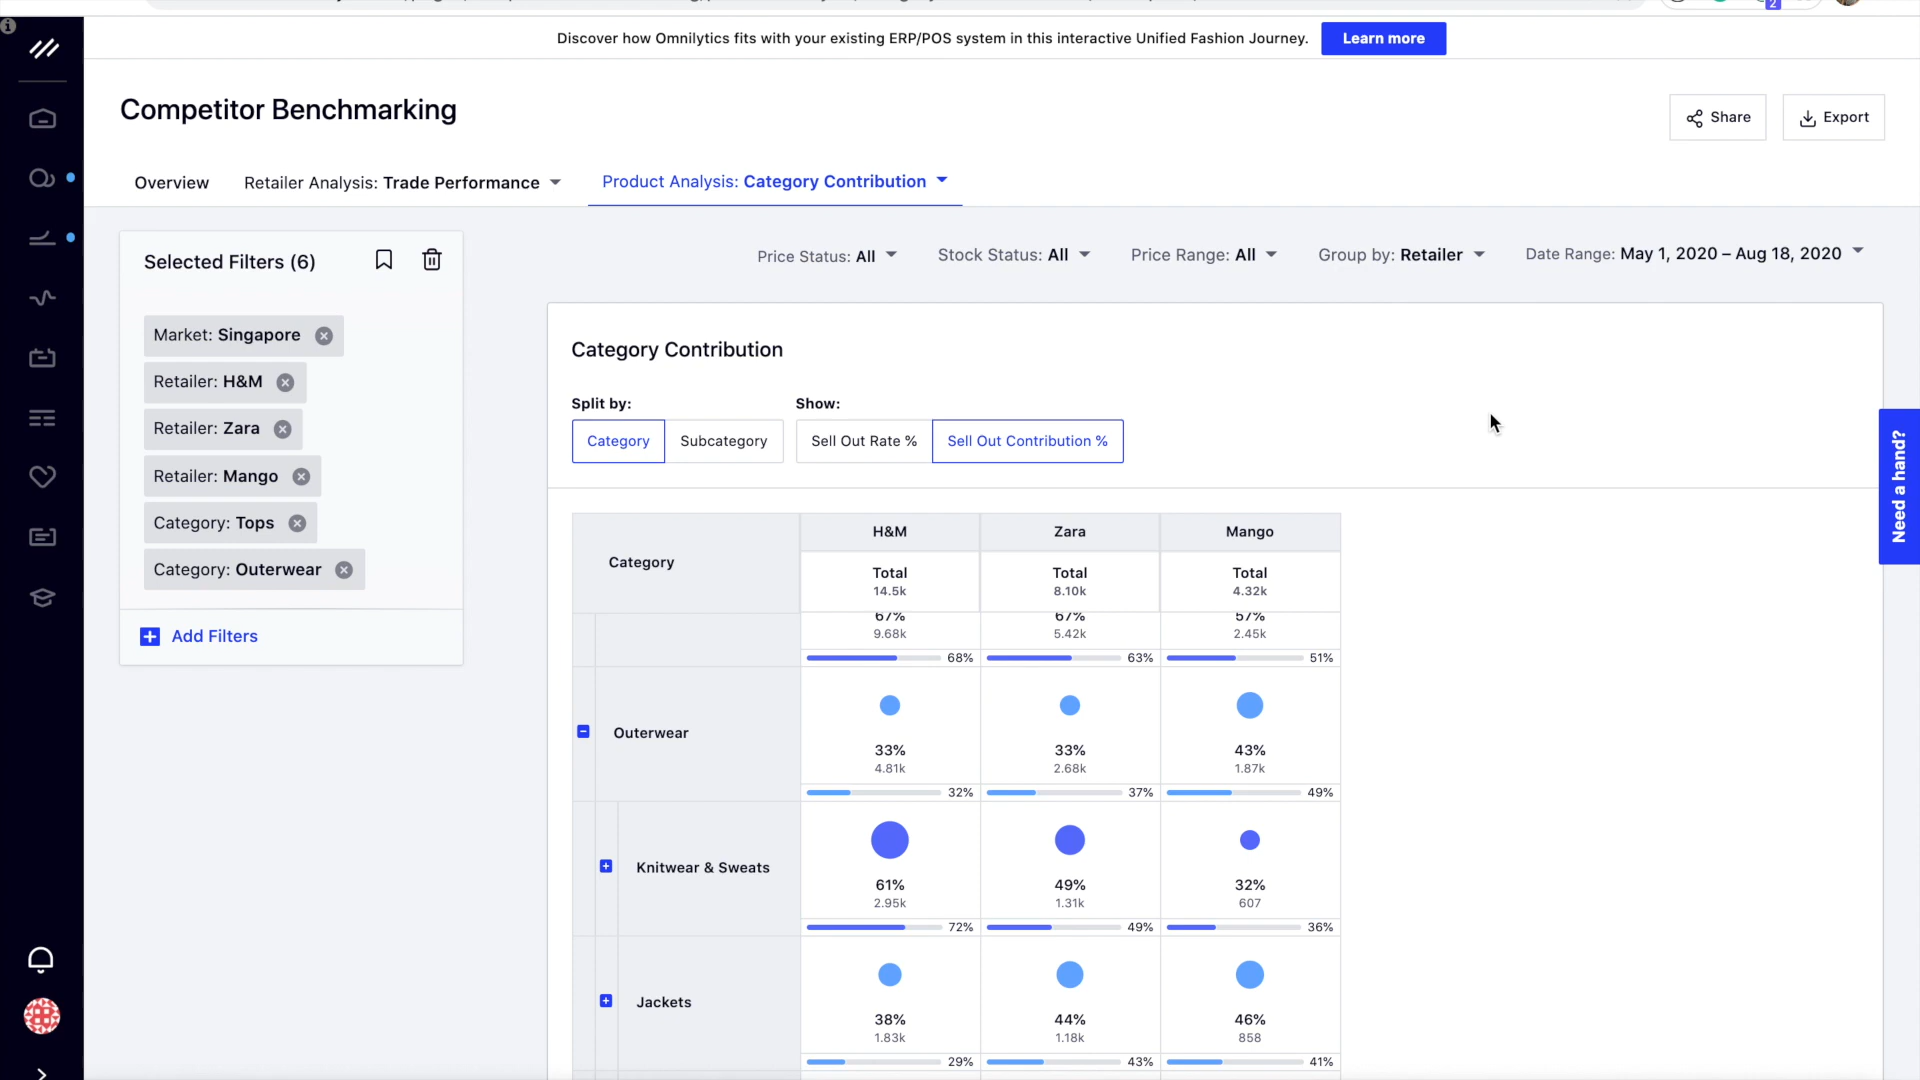 Discover how Omnilytics fits with your existing ERP/POS system in this interactive Unified Fashion Journey.
Learn more
2
Competitor Benchmarking
Share
Export
Overview
Retailer Analysis: Trade Performance
Product Analysis: Category Contribution
Selected Filters (6)
Price Status: All
Stock Status: All
Price Range: All
Group by: Retailer
Date Range: May 1, 2020 – Aug 18, 2020
Market: Singapore
Retailer: H&M
Retailer: Zara
Retailer: Mango
Category: Tops
Category: Outerwear
Add Filters
Category Contribution
Split by:
Show:
Category
Subcategory
Sell Out Rate %
Sell Out Contribution %
Need a hand?
Category
H&M
Zara
Mango
Total
14.5k
Total
8.10k
Total
4.32k
67%
9.68k
68%
67%
5.42k
63%
57%
2.45k
51%
Outerwear
33%
4.81k
32%
33%
2.68k
37%
43%
1.87k
49%
Knitwear & Sweats
61%
2.95k
72%
49%
1.31k
49%
32%
607
36%
Jackets
38%
1.83k
29%
44%
1.18k
43%
46%
858
41%